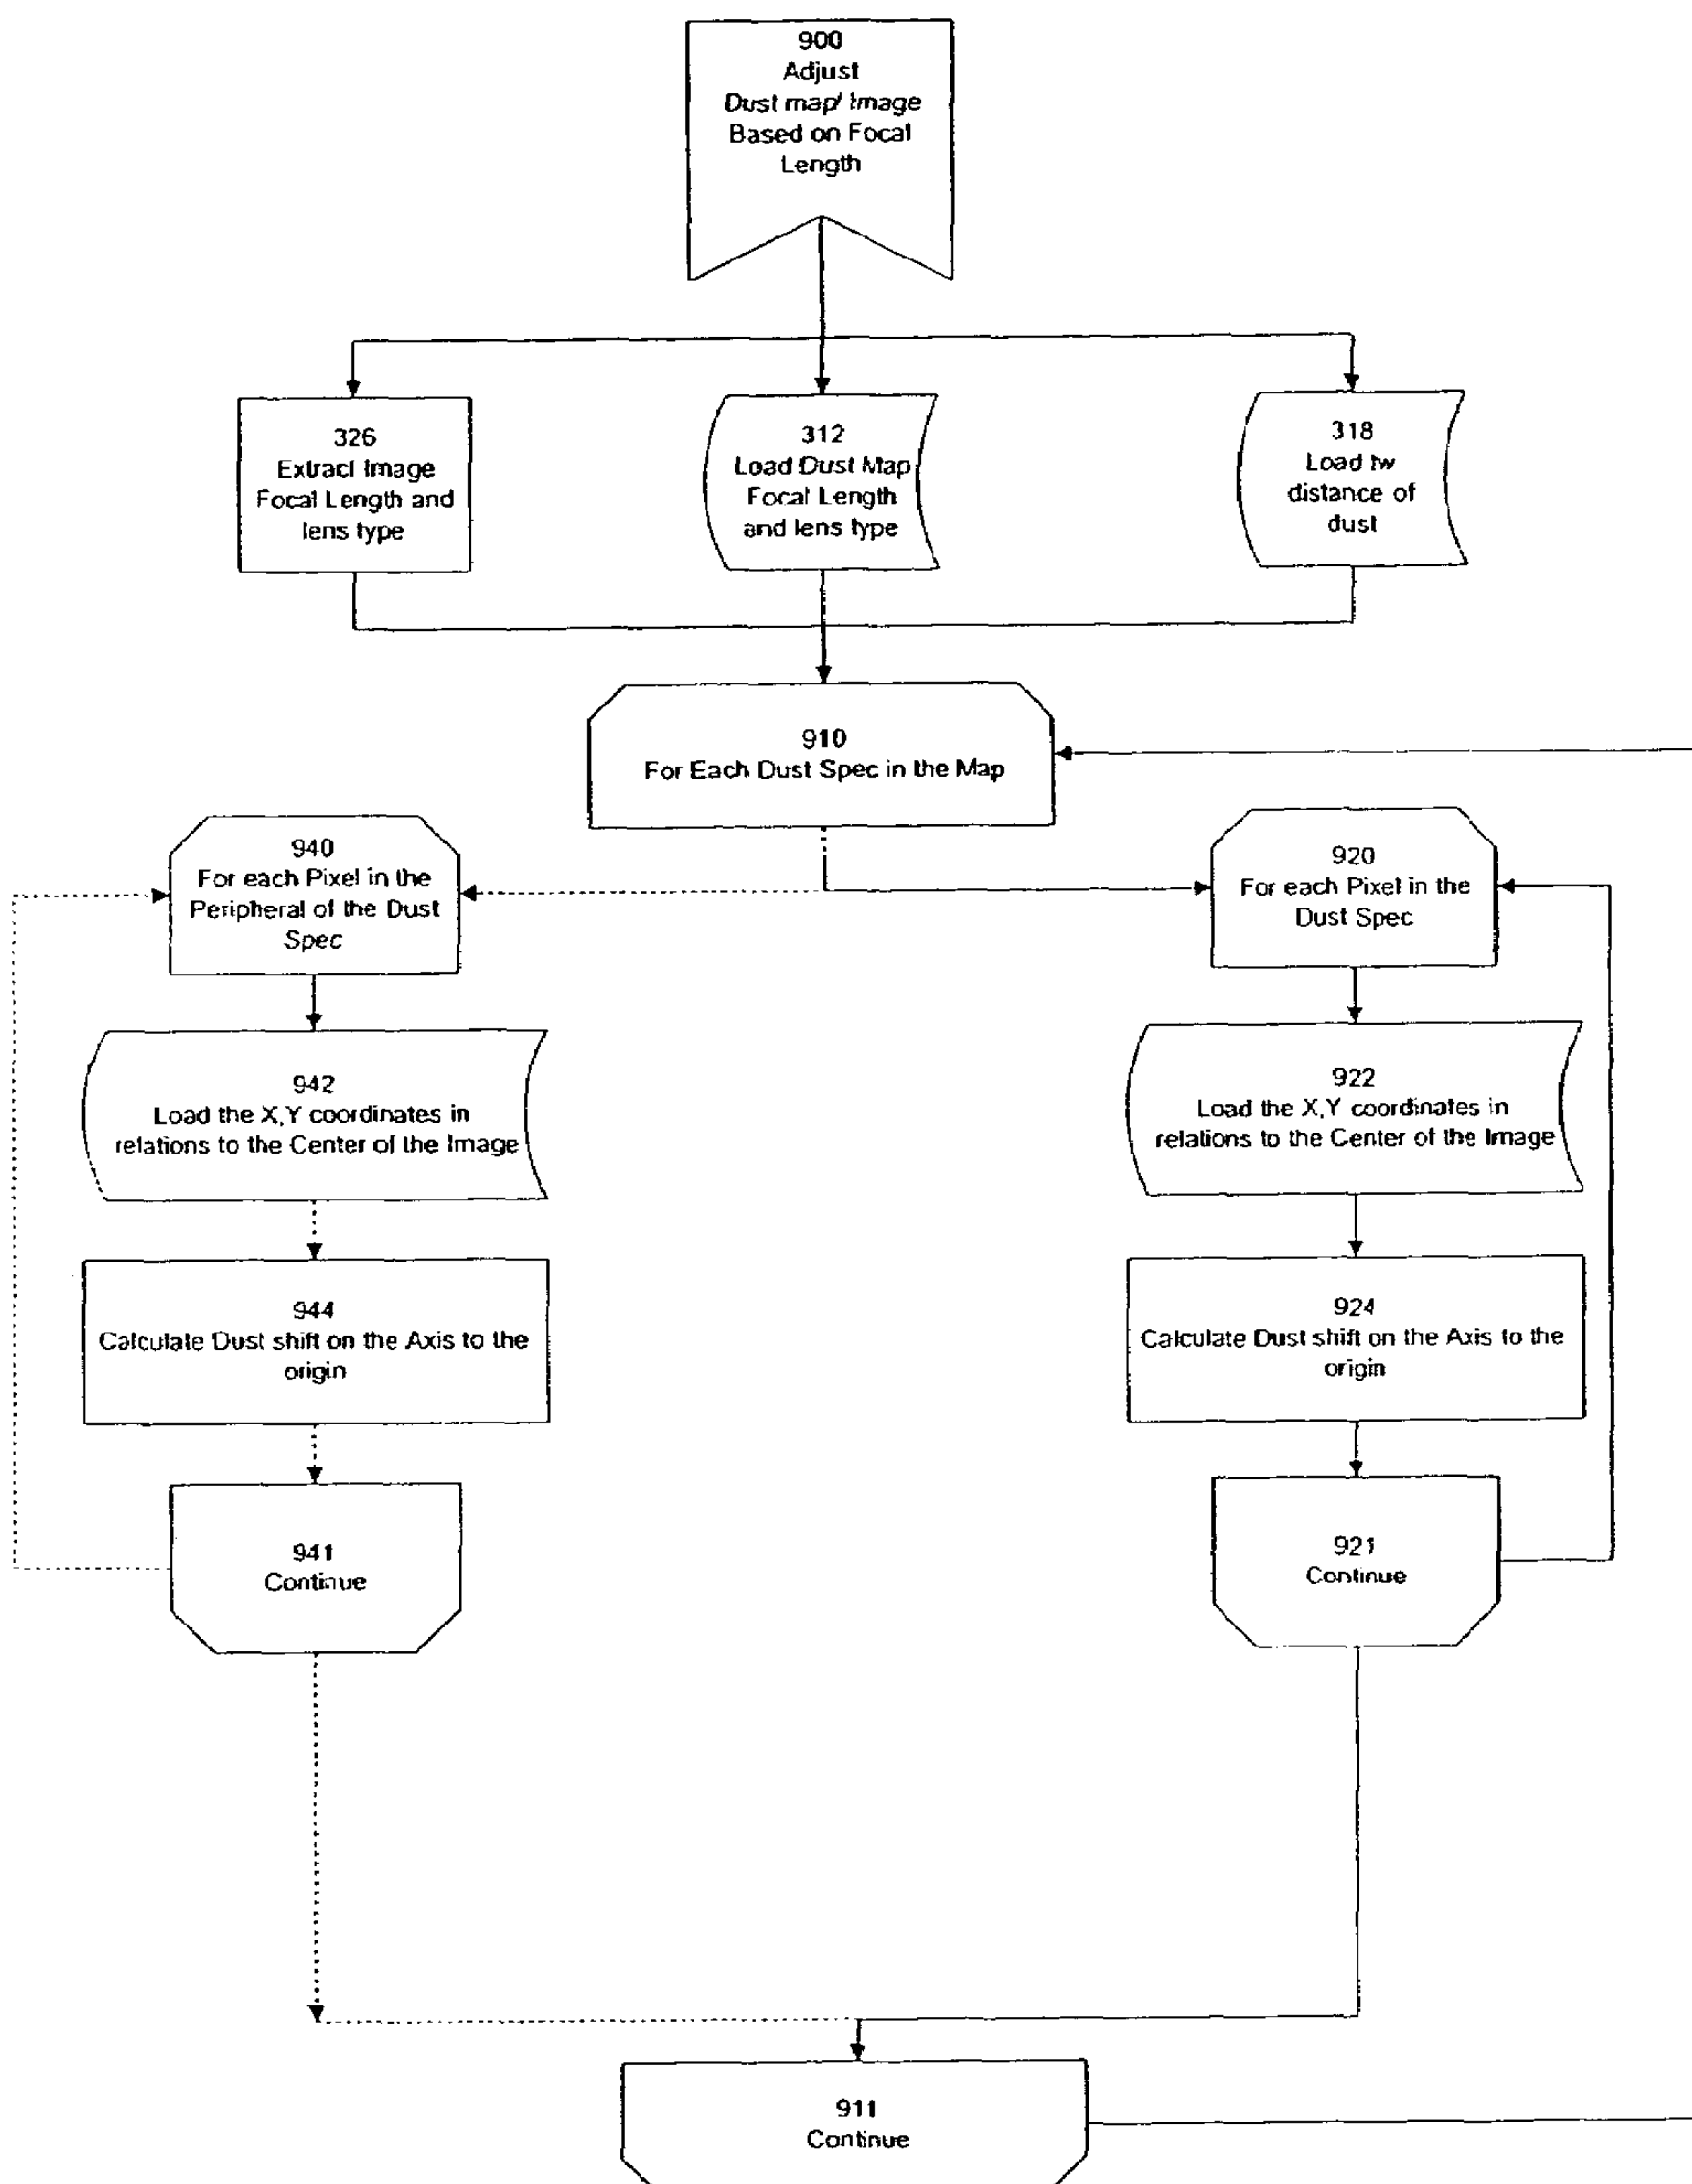 900
Adjust
Dust map/ Image
Based on Focal
Length
326
Extract Image
Focal Length and
lens type
312
Load Dust Map
Focal Length
and lens type
318
Load tw
distance of
dust
910
For Each Dust Spec in the Map
940
For each Pixel in the
Peripheral of the Dust
Spec
920
For each Pixel in the
Dust Spec
942
Load the X,Y coordinates in
relations to the Center of the Image
922
Load the X,Y coordinates in
relations to the Center of the Image
944
Calculate Dust shift on the Axis to the
origin
924
Calculate Dust shift on the Axis to the
origin
941
Continue
921
Continue
911
Continue